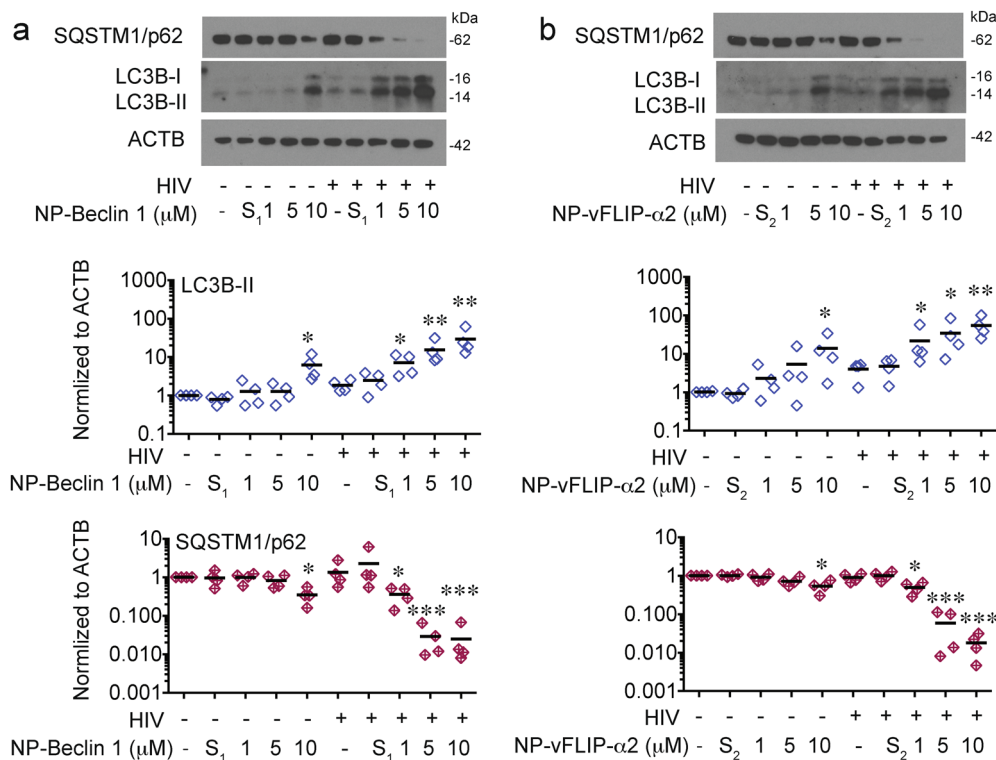 a
kDa
SQSTM1/p62
-62
LC3B-I
-16
LC3B-II
-14
ACTB
-42
HIV - - - - - + + + + +
NP-Beclin 1 (μM) - S1 1 5 10 - S1 1 5 10
b
kDa
SQSTM1/p62
-62
LC3B-I
-16
LC3B-II
-14
ACTB
-42
HIV - - - - - + + + + +
NP-vFLIP-α2 (μM) - S2 1 5 10 - S2 1 5 10
Normlized to ACTB
LC3B-II
1000
100
10
1
0.1
* * ** **
HIV - - - - - + + + + +
NP-Beclin 1 (μM) - S1 1 5 10 - S1 1 5 10
1000
100
10
1
0.1
* * * **
HIV - - - - - + + + + +
NP-vFLIP-α2 (μM) - S2 1 5 10 - S2 1 5 10
Normlized to ACTB
SQSTM1/p62
10
1
0.100
0.010
0.001
* * *** ***
HIV - - - - - + + + + +
NP-Beclin 1 (μM) - S1 1 5 10 - S1 1 5 10
10
1
0.100
0.010
0.001
* * *** ***
HIV - - - - - + + + + +
NP-vFLIP-α2 (μM) - S2 1 5 10 - S2 1 5 10